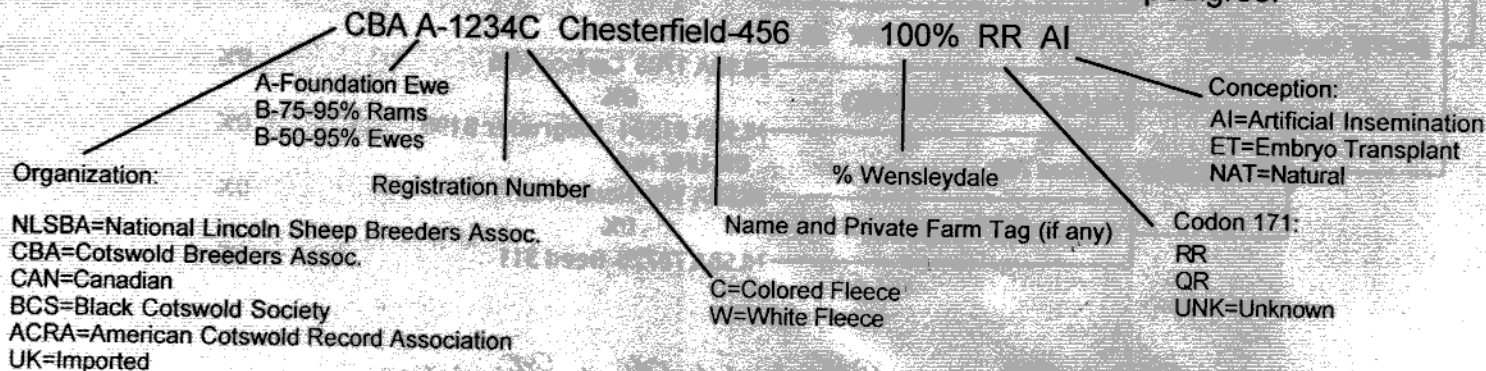 CBA A-1234C Chesterfield-456 100% RR AI
A-Foundation Ewe
B-75-95% Rams
B-50-95% Ewes
Conception:
AI=Artificial Insemination
ET=Embryo Transplant
NAT=Natural
Organization:
Registration Number
% Wensleydale
NLSBA=National Lincoln Sheep Breeders Assoc.
CBA=Cotswold Breeders Assoc.
CAN=Canadian
BCS=Black Cotswold Society
ACRA=American Cotswold Record Association
UK=Imported
Name and Private Farm Tag (if any)
C=Colored Fleece
W=White Fleece
Codon 171:
RR
QR
UNK=Unknown